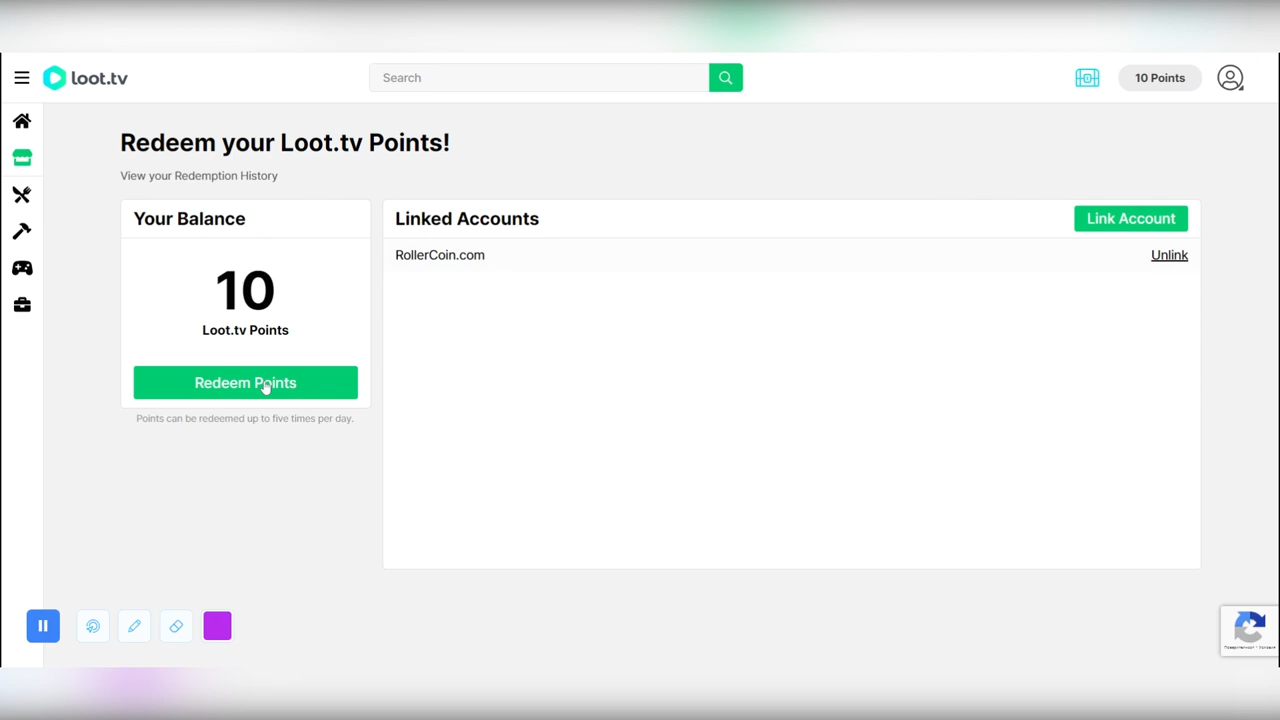 loot.tv
Search
10 Points
Redeem your Loot.tv Points!
View your Redemption History
Your Balance
10
Loot.tv Points
Redeem Points
Points can be redeemed up to five times per day.
Linked Accounts
Link Account
RollerCoin.com
Unlink